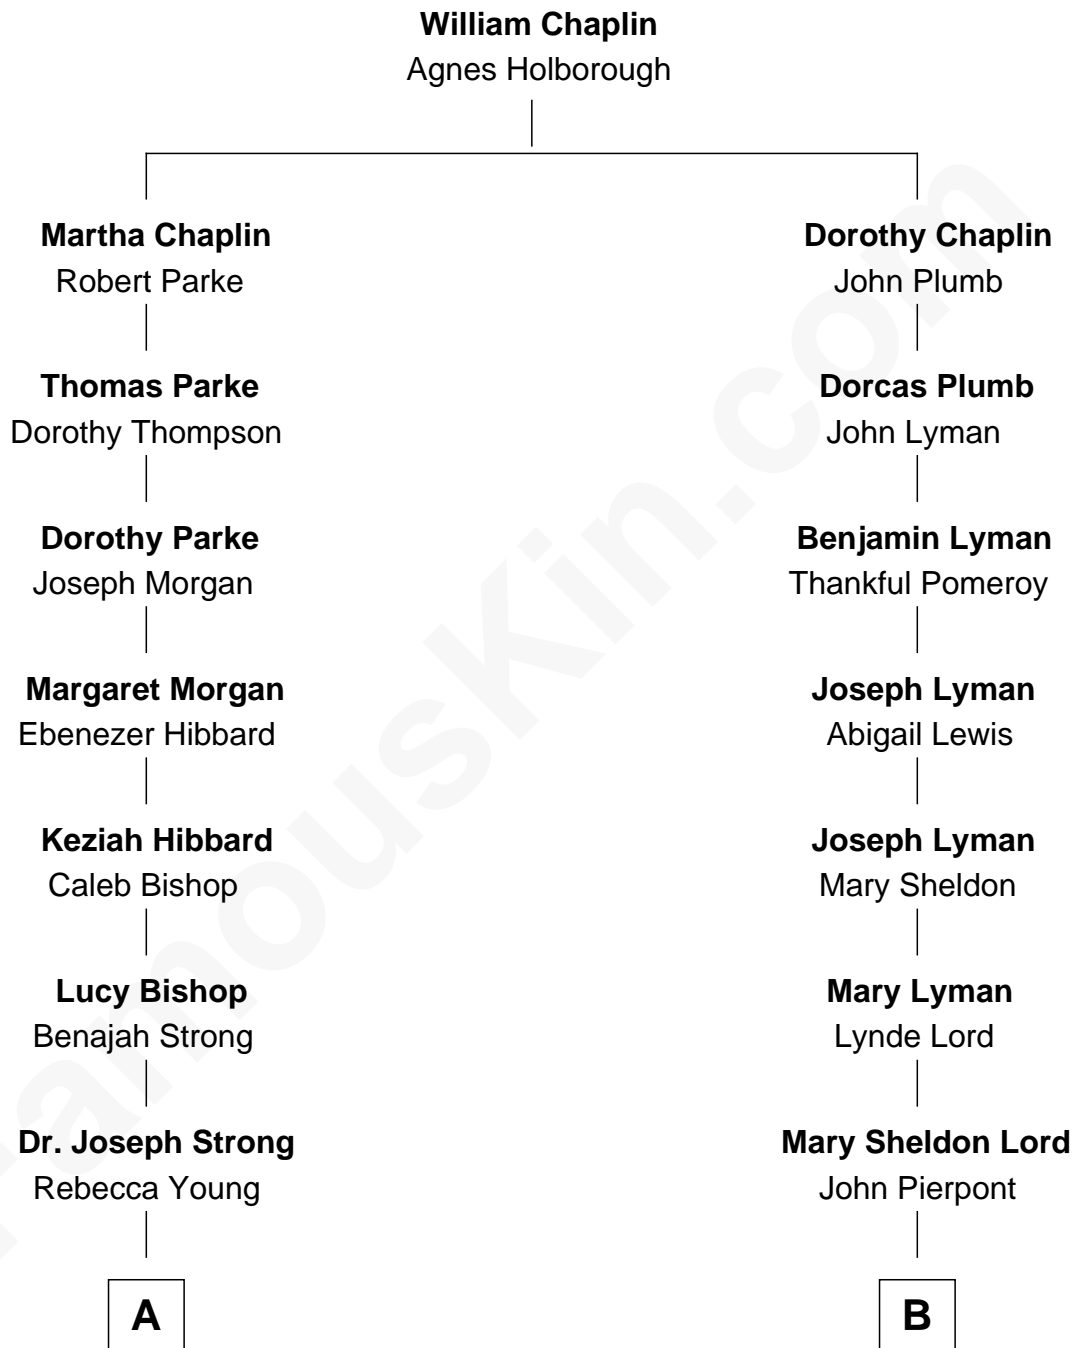 William Chaplin
Agnes Holborough
Martha Chaplin
Robert Parke
Dorothy Chaplin
John Plumb
Thomas Parke
Dorothy Thompson
Dorcas Plumb
John Lyman
Dorothy Parke
Joseph Morgan
Benjamin Lyman
Thankful Pomeroy
Margaret Morgan
Ebenezer Hibbard
Joseph Lyman
Abigail Lewis
Keziah Hibbard
Caleb Bishop
Joseph Lyman
Mary Sheldon
Lucy Bishop
Benajah Strong
Mary Lyman
Lynde Lord
Dr. Joseph Strong
Rebecca Young
Mary Sheldon Lord
John Pierpont
A
B
FamousKin.com